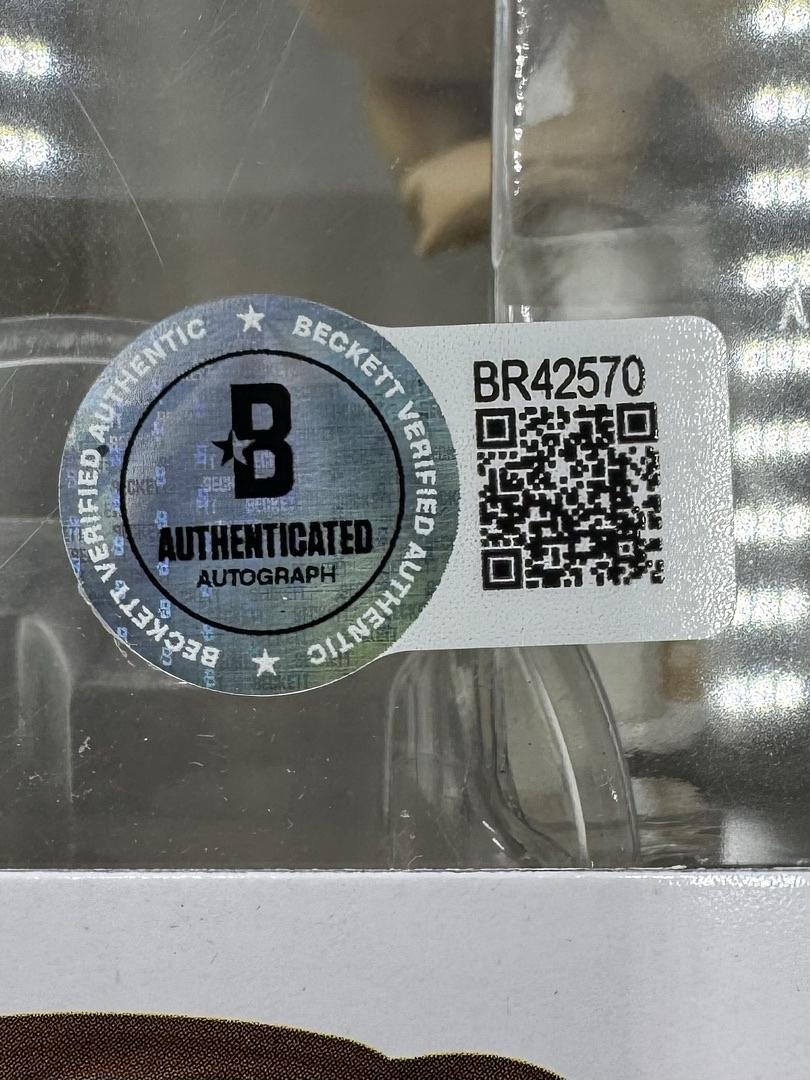 BECKETT VERIFIED AUTHENTIC
BECKETT VERIFIED AUTHENTIC
B
AUTHENTICATED
AUTOGRAPH
BR42570